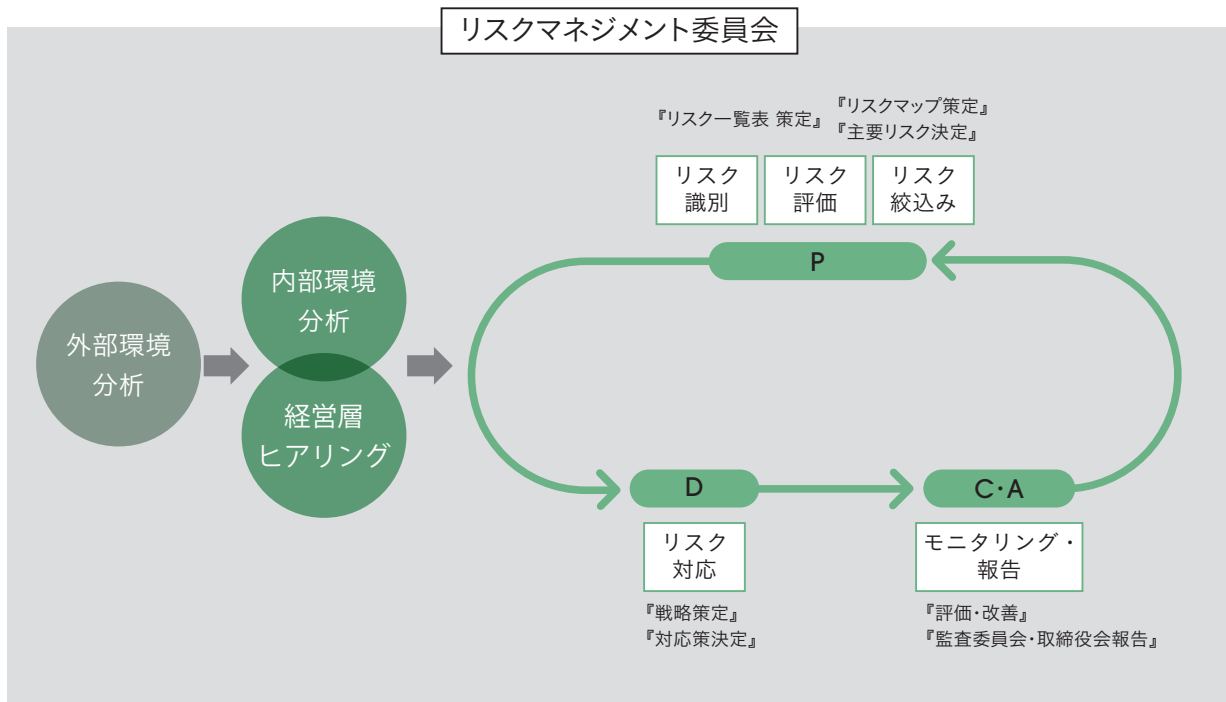 リスクマネジメント委員会
『リスク一覧表 策定』
『リスクマップ策定』
『主要リスク決定』
リスク
識別
リスク
評価
リスク
絞込み
P
外部環境
分析
内部環境
分析
経営層
ヒアリング
D
リスク
対応
『戦略策定』
『対応策決定』
C・A
モニタリング・
報告
『評価・改善』
『監査委員会・取締役会報告』